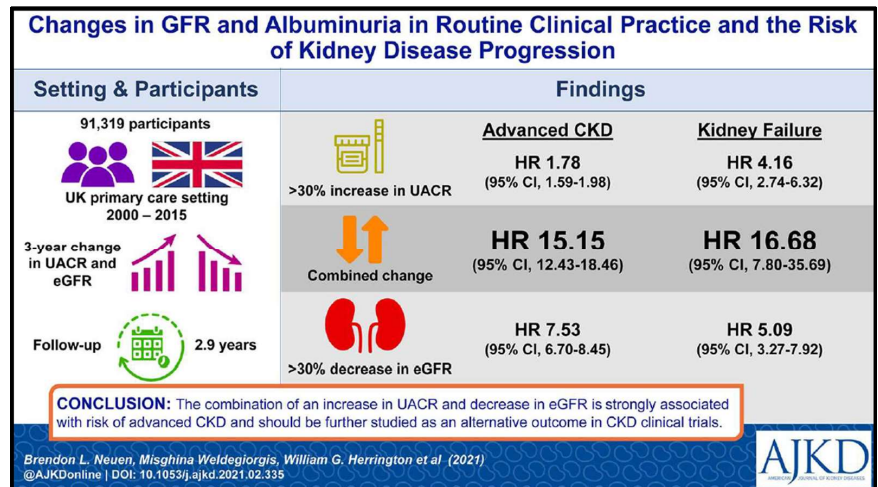 Changes in GFR and Albuminuria in Routine Clinical Practice and the Risk
of Kidney Disease Progression
Setting & Participants
Findings
91,319 participants
UK primary care setting
2000 – 2015
3-year change
in UACR and
eGFR
Follow-up
2.9 years
Advanced CKD
Kidney Failure
>30% increase in UACR
HR 1.78
(95% CI, 1.59-1.98)
HR 4.16
(95% CI, 2.74-6.32)
Combined change
HR 15.15
(95% CI, 12.43-18.46)
HR 16.68
(95% CI, 7.80-35.69)
>30% decrease in eGFR
HR 7.53
(95% CI, 6.70-8.45)
HR 5.09
(95% CI, 3.27-7.92)
CONCLUSION: The combination of an increase in UACR and decrease in eGFR is strongly associated
with risk of advanced CKD and should be further studied as an alternative outcome in CKD clinical trials.
Brendon L. Neuen, Misghina Weldegiorgis, William G. Herrington et al (2021)
@AJKDonline | DOI: 10.1053/j.ajkd.2021.02.335
AJKD
AMERICAN JOURNAL OF KIDNEY DISEASES